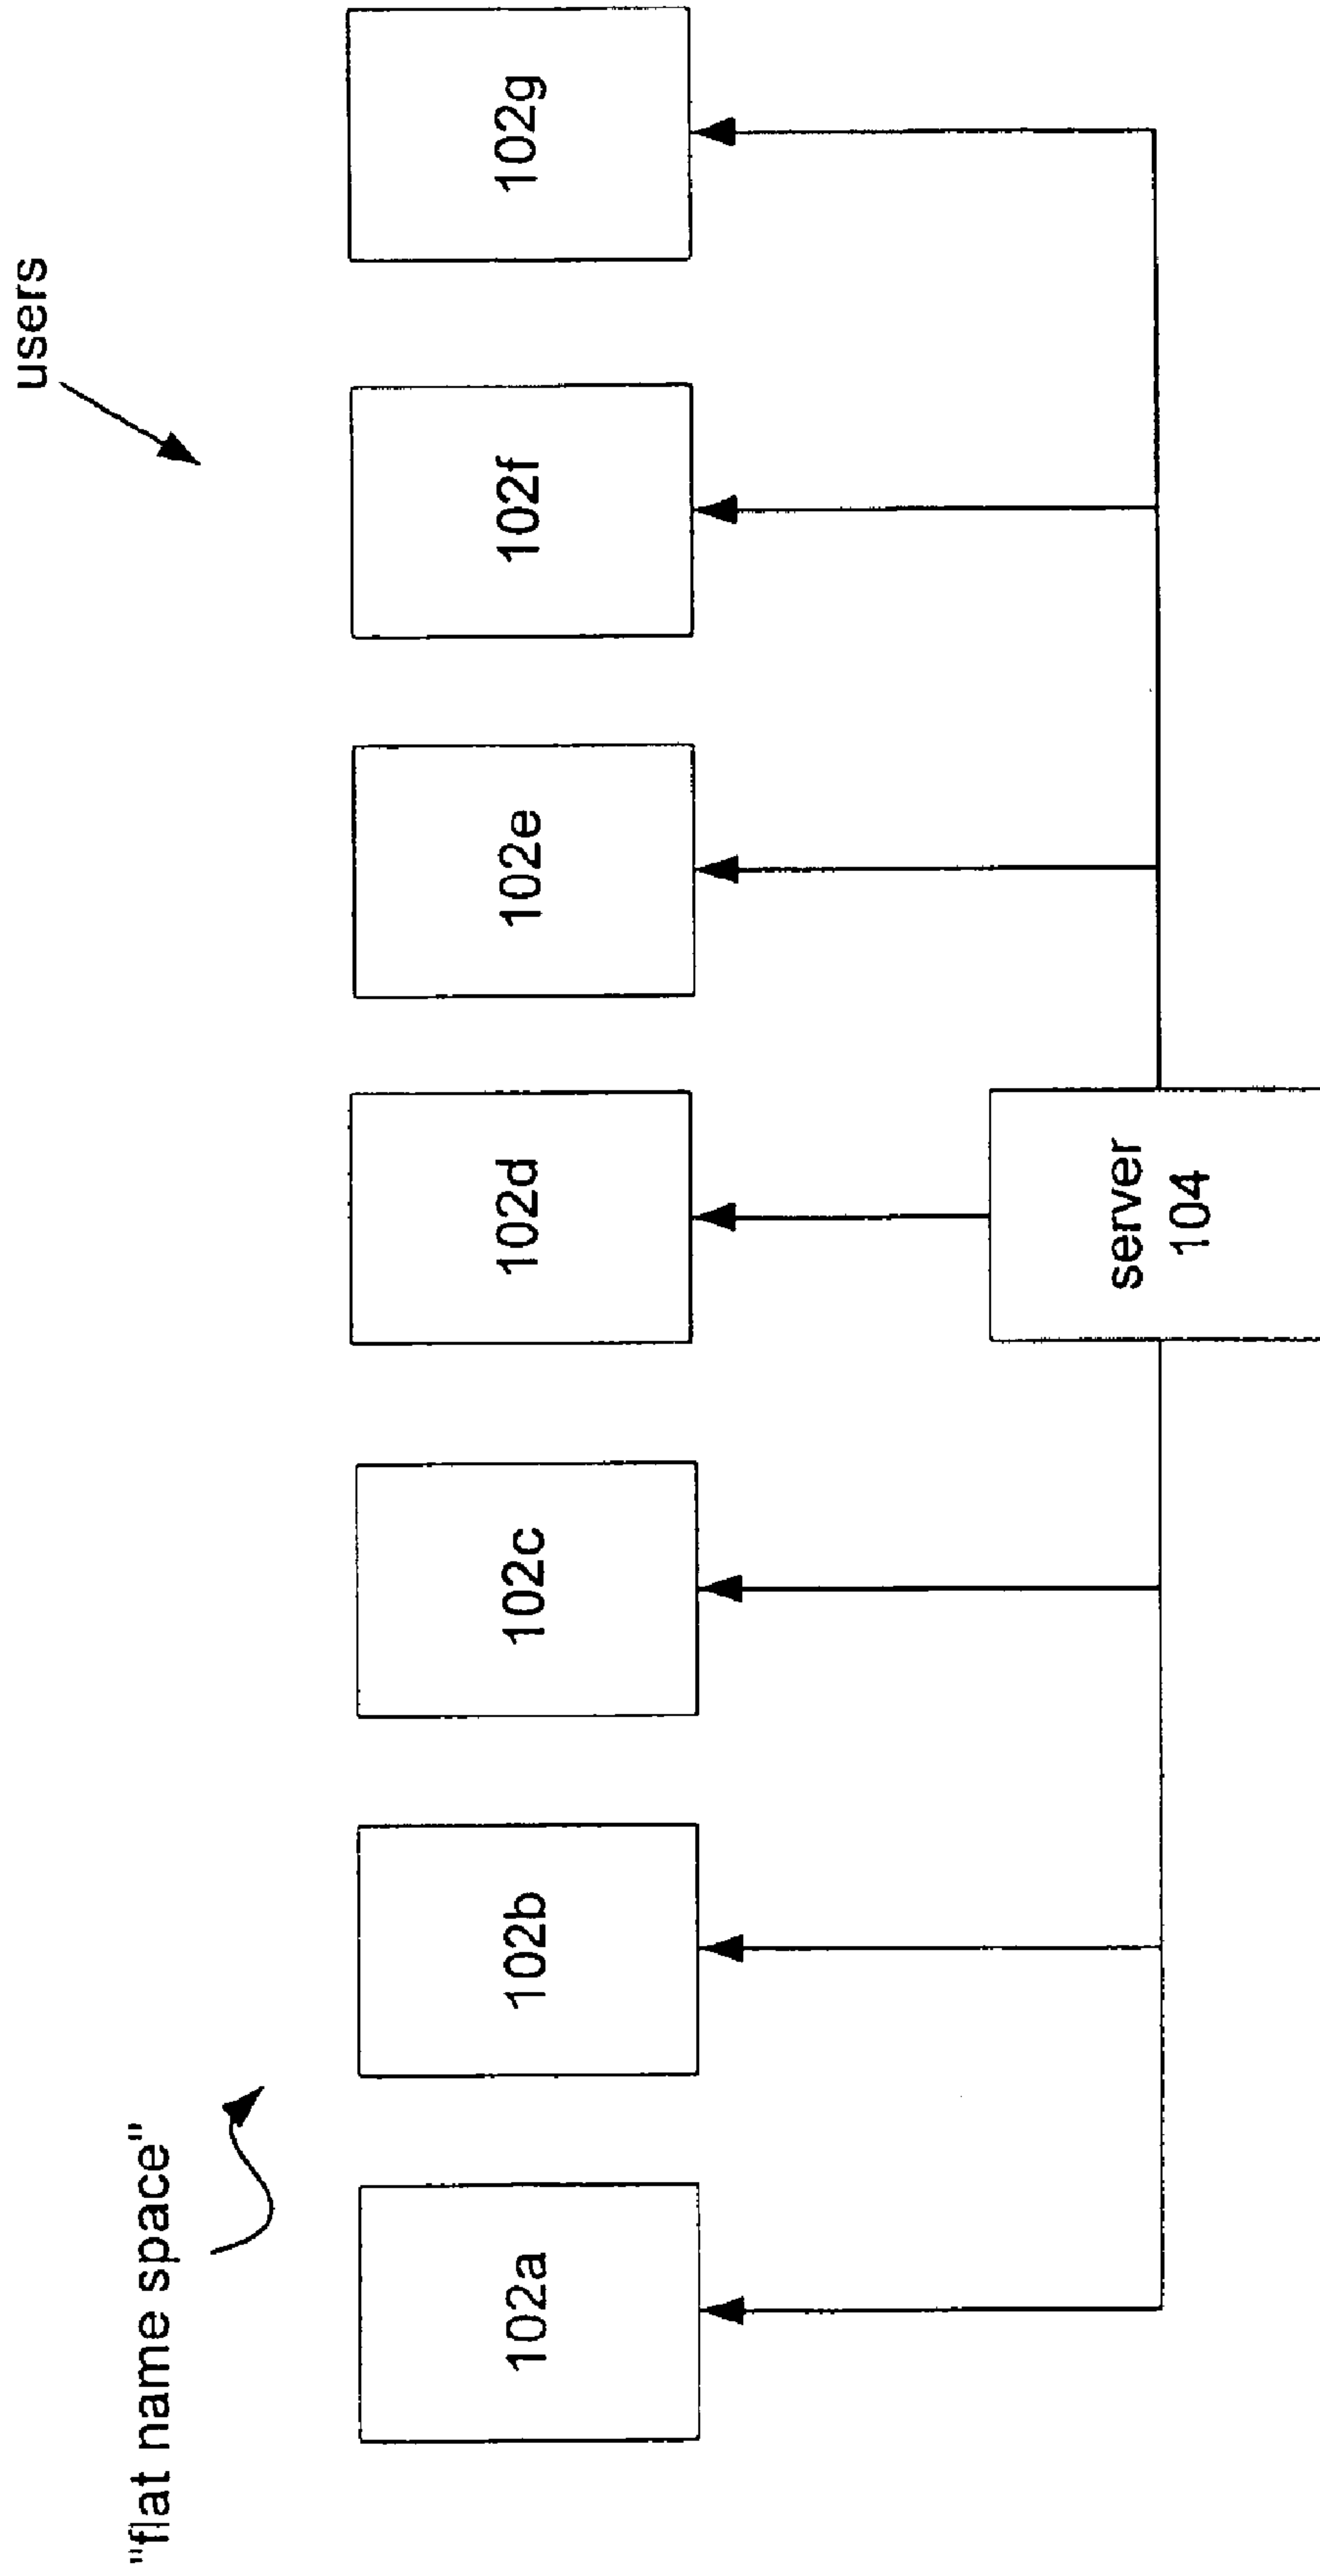 users
"flat name space"
102a
102b
102c
102d
102e
102f
102g
server
104